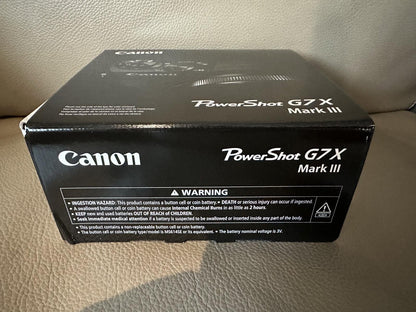 Canon
PowerShot G7 X
Mark III
Canon
PowerShot G7 X
Mark III
WARNING
• INGESTION HAZARD: This product contains a button cell or coin battery. • DEATH or serious injury can occur if ingested.
• A swallowed button cell or coin battery can cause Internal Chemical Burns in as little as 2 hours.
• KEEP new and used batteries OUT OF REACH of CHILDREN.
• Seek immediate medical attention if a battery is suspected to be swallowed or inserted inside any part of the body.
• This product contains a non-replaceable button cell or coin battery.
• The button cell or coin battery type/model is MS614SE or its equivalent. • The battery nominal voltage is 3V.